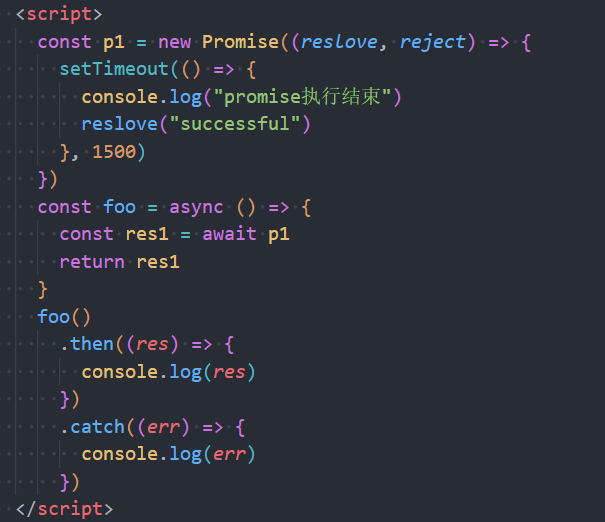 <script>
  const p1 = new Promise((reslove, reject) => {
    setTimeout(() => {
      console.log("promise执行结束")
      reslove("successful")
    }, 1500)
  })
  const foo = async () => {
    const res1 = await p1
    return res1
  }
  foo()
    .then((res) => {
      console.log(res)
    })
    .catch((err) => {
      console.log(err)
    })
</script>